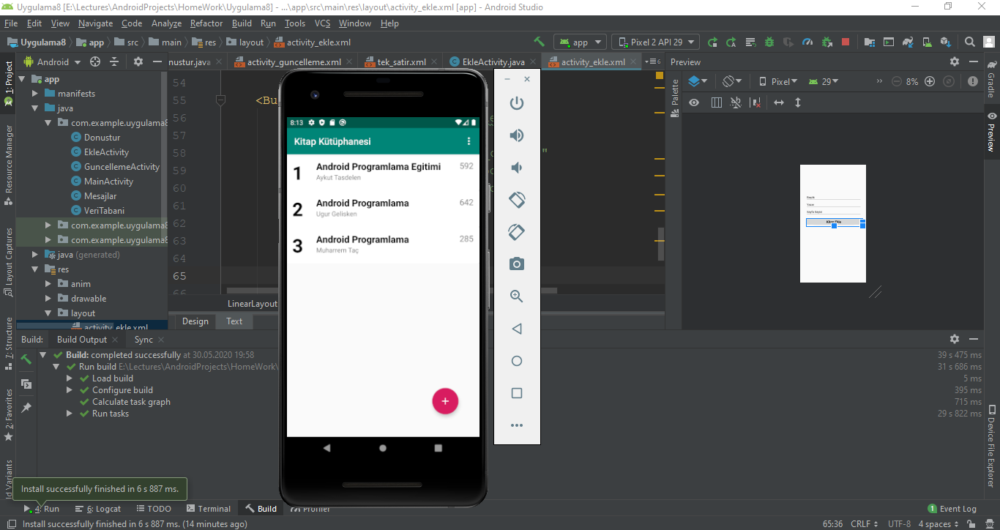 Uygulama8 [E:\Lectures\AndroidProjects\HomeWork\Uygulama8] - ...\app\src\main\res\layout\activity_ekle.xml [app] - Android Studio
File Edit View Navigate Code Analyze Refactor Build Run Tools VCS Window Help
Uygulama8 app src main res layout activity_ekle.xml
app
Pixel 2 API 29
1: Project
Resource Manager
Layout Captures
7: Structure
2: Favorites
ld Variants
Android
nustur.java
activity_guncelleme.xml
tek_satir.xml
EkleActivity.java
activity_ekle.xml
6
app
manifests
java
com.example.uygulama8
Donustur
EkleActivity
GuncellemeActivity
MainActivity
Mesajlar
VeriTabani
com.example.uygulama8
com.example.uygulama8
java (generated)
res
anim
drawable
layout
activity_ekle.xml
54
55
56
57
58
59
60
61
62
63
64
65
66
<Bu
"
LinearLayout
Design Text
8:13
Kitap Kütüphanesi
1 Android Programlama Egitimi 592
Aykut Tasdelen
2 Android Programlama 642
Ugur Gelisken
3 Android Programlama 285
Muharrem Taç
+
Preview
Palette
Pixel
29
8%
Başlık
Yazar
Sayfa Sayısı
Kitap Ekle
Gradle
Preview
Device File Explorer
Build: Build Output Sync
Build: completed successfully at 30.05.2020 19:58 39 s 475 ms
Run build E:\Lectures\AndroidProjects\HomeWork\ 31 s 686 ms
Load build 5 ms
Configure build 395 ms
Calculate task graph 715 ms
Run tasks 29 s 822 ms
Install successfully finished in 6 s 887 ms.
4: Run 6: Logcat TODO Terminal Build Profiler 1 Event Log
Install successfully finished in 6 s 887 ms. (14 minutes ago) 65:36 CRLF UTF-8 4 spaces